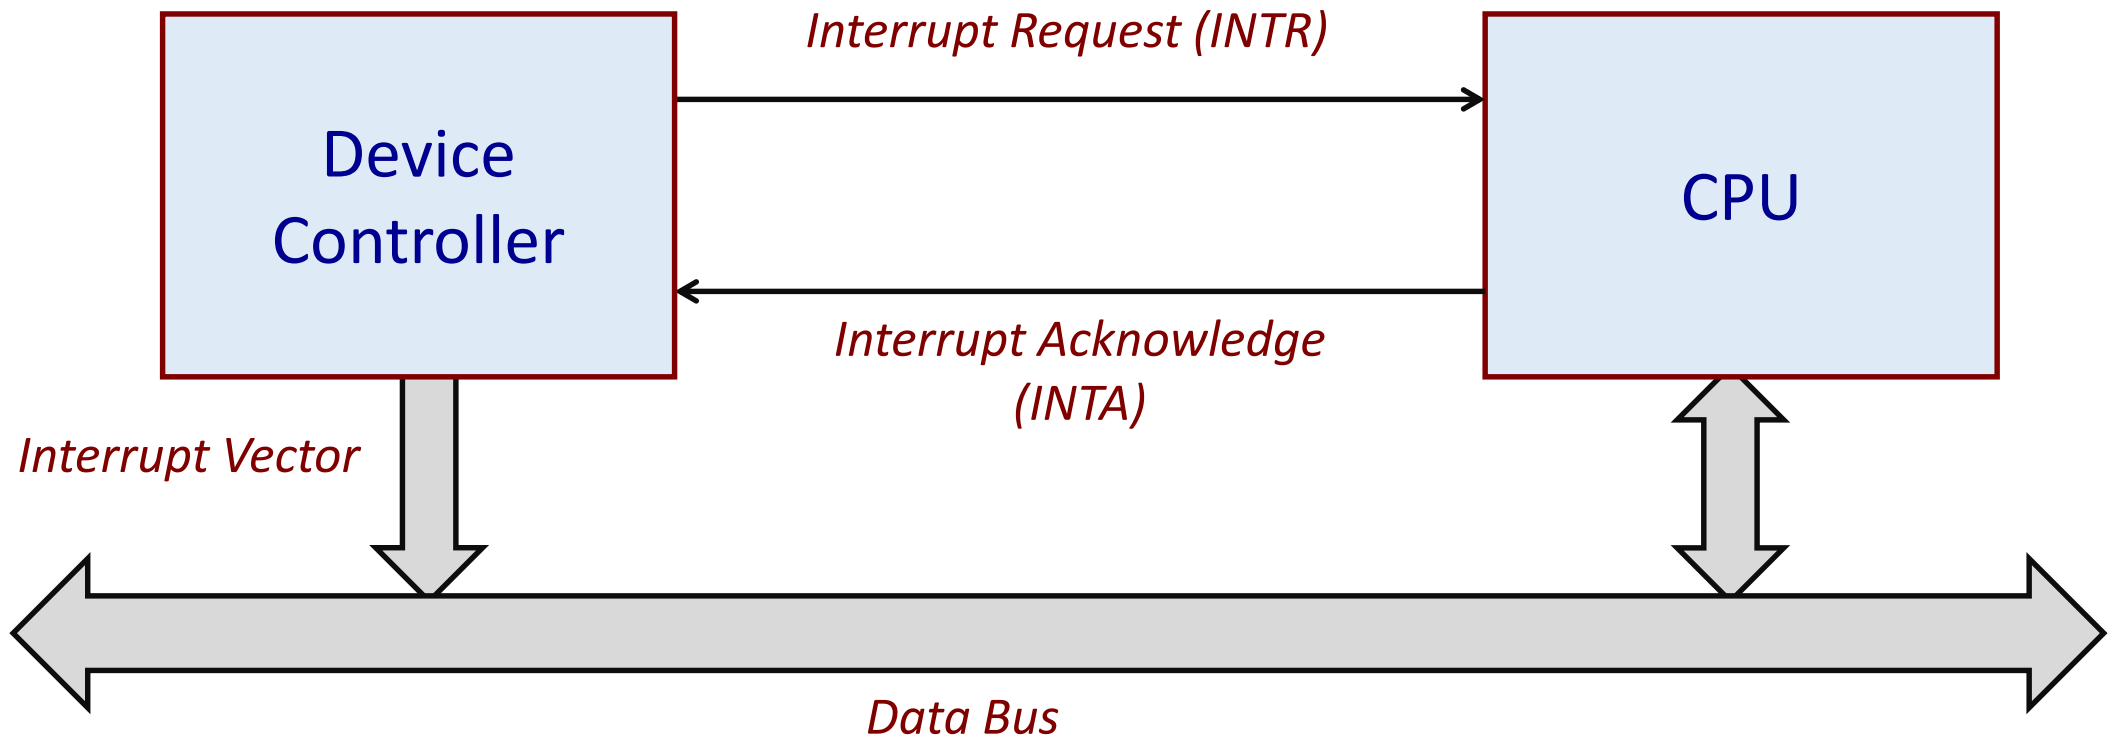 Interrupt Request (INTR)
Device
Controller
CPU
Interrupt Acknowledge
(INTA)
Interrupt Vector
Data Bus